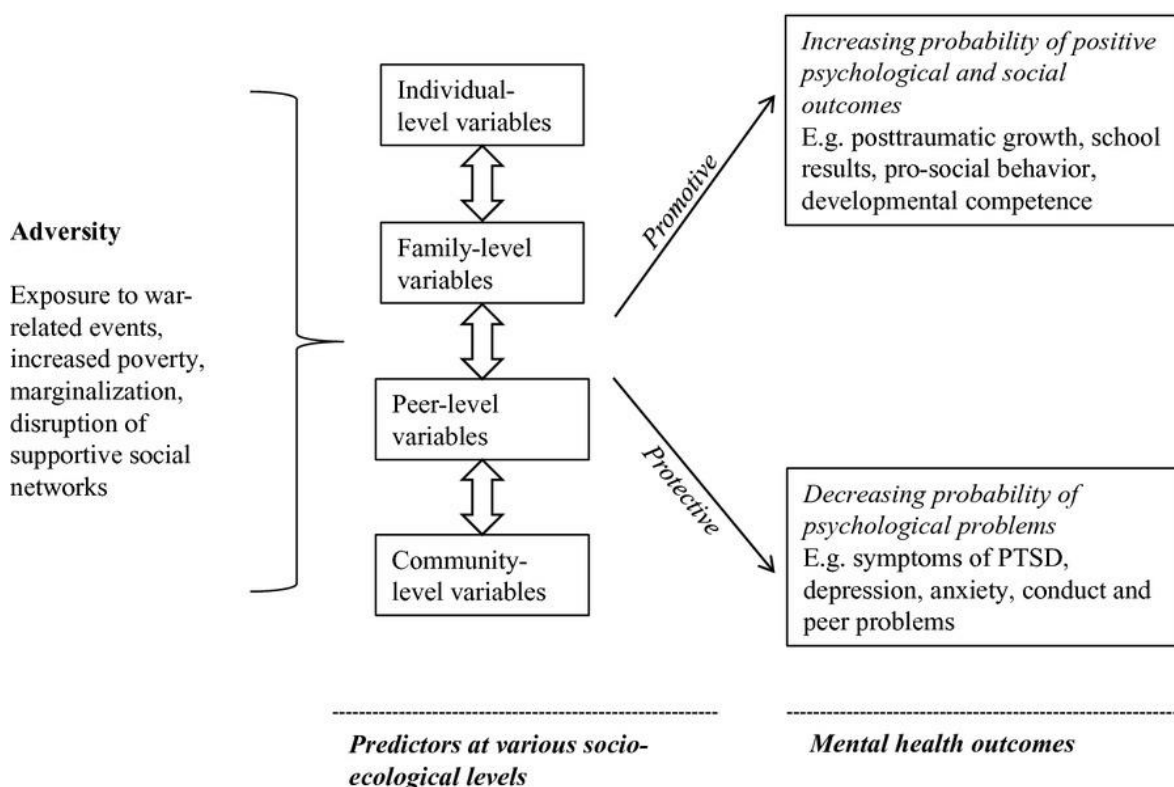 Adversity
Exposure to war-
related events,
increased poverty,
marginalization,
disruption of
supportive social
networks
Individual-
level variables
Family-level
variables
Peer-level
variables
Community-
level variables
Promotive
Protective
Increasing probability of positive
psychological and social
outcomes
E.g. posttraumatic growth, school
results, pro-social behavior,
developmental competence
Decreasing probability of
psychological problems
E.g. symptoms of PTSD,
depression, anxiety, conduct and
peer problems
Predictors at various socio-
ecological levels
Mental health outcomes